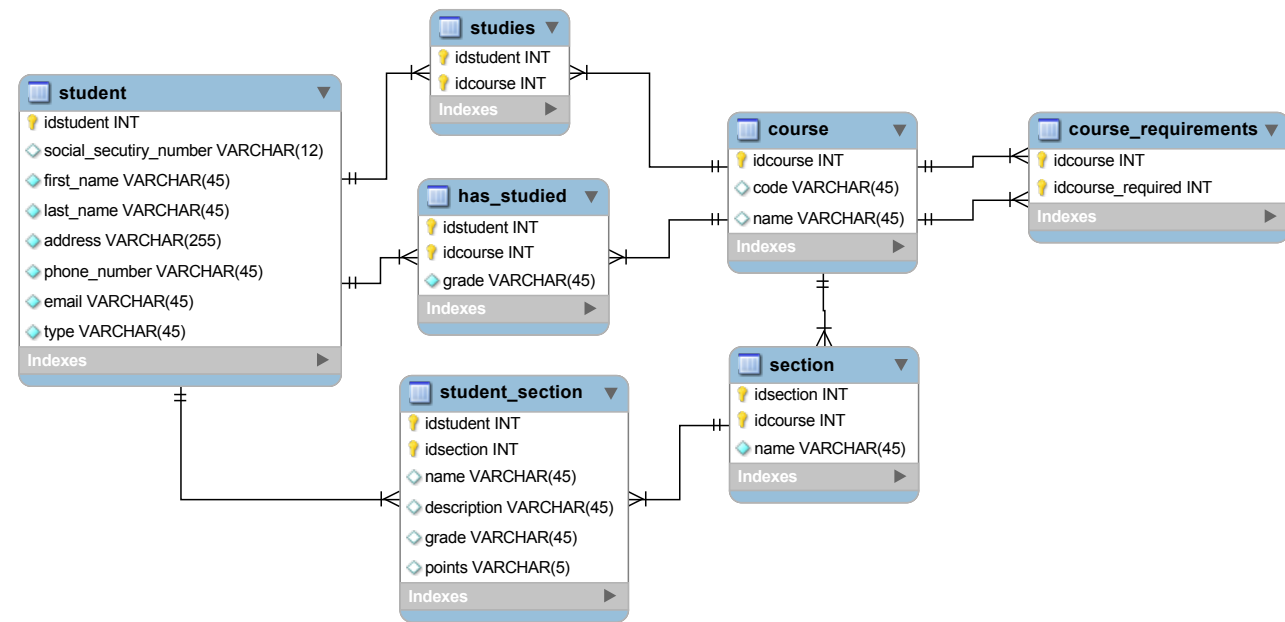 studies
idstudent INT
idcourse INT
Indexes
student
idstudent INT
social_secutiry_number VARCHAR(12)
first_name VARCHAR(45)
last_name VARCHAR(45)
address VARCHAR(255)
phone_number VARCHAR(45)
email VARCHAR(45)
type VARCHAR(45)
Indexes
has_studied
idstudent INT
idcourse INT
grade VARCHAR(45)
Indexes
course
idcourse INT
code VARCHAR(45)
name VARCHAR(45)
Indexes
course_requirements
idcourse INT
idcourse_required INT
Indexes
student_section
idstudent INT
idsection INT
name VARCHAR(45)
description VARCHAR(45)
grade VARCHAR(45)
points VARCHAR(5)
Indexes
section
idsection INT
idcourse INT
name VARCHAR(45)
Indexes